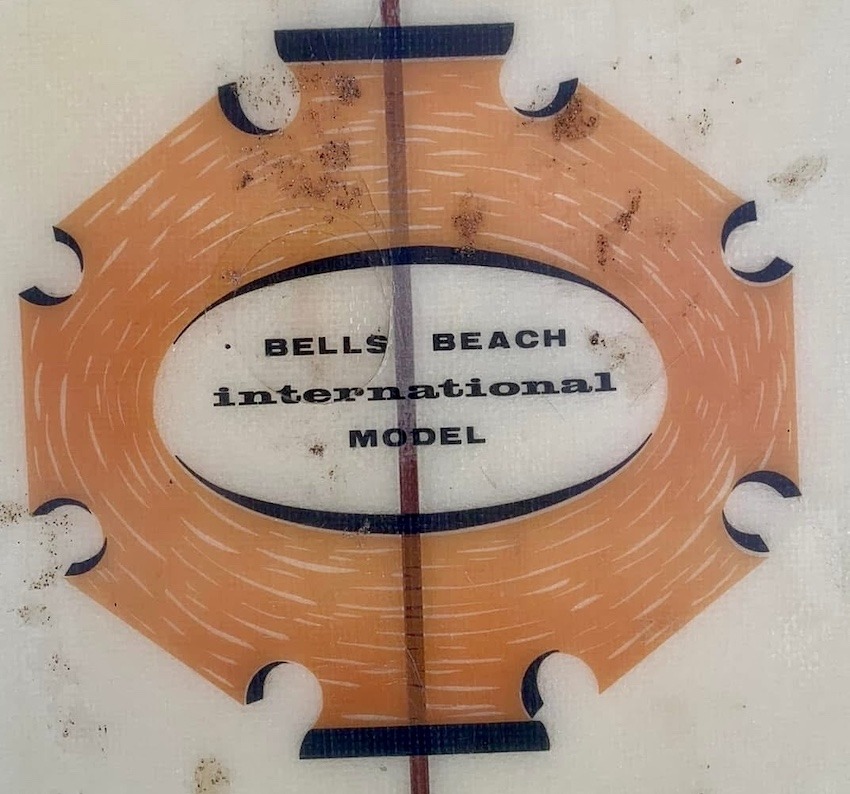 BELLS BEACH
international
MODEL